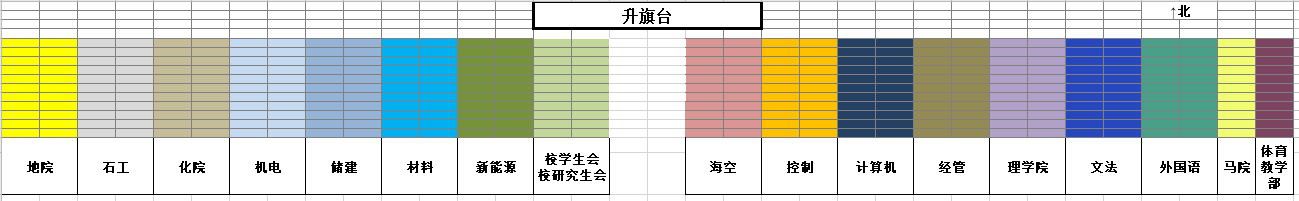 升旗台
↑北
地院
石工
化院
机电
储建
材料
新能源
校学生会
校研究生会
海空
控制
计算机
经管
理学院
文法
外国语
马院
体育
教学
部